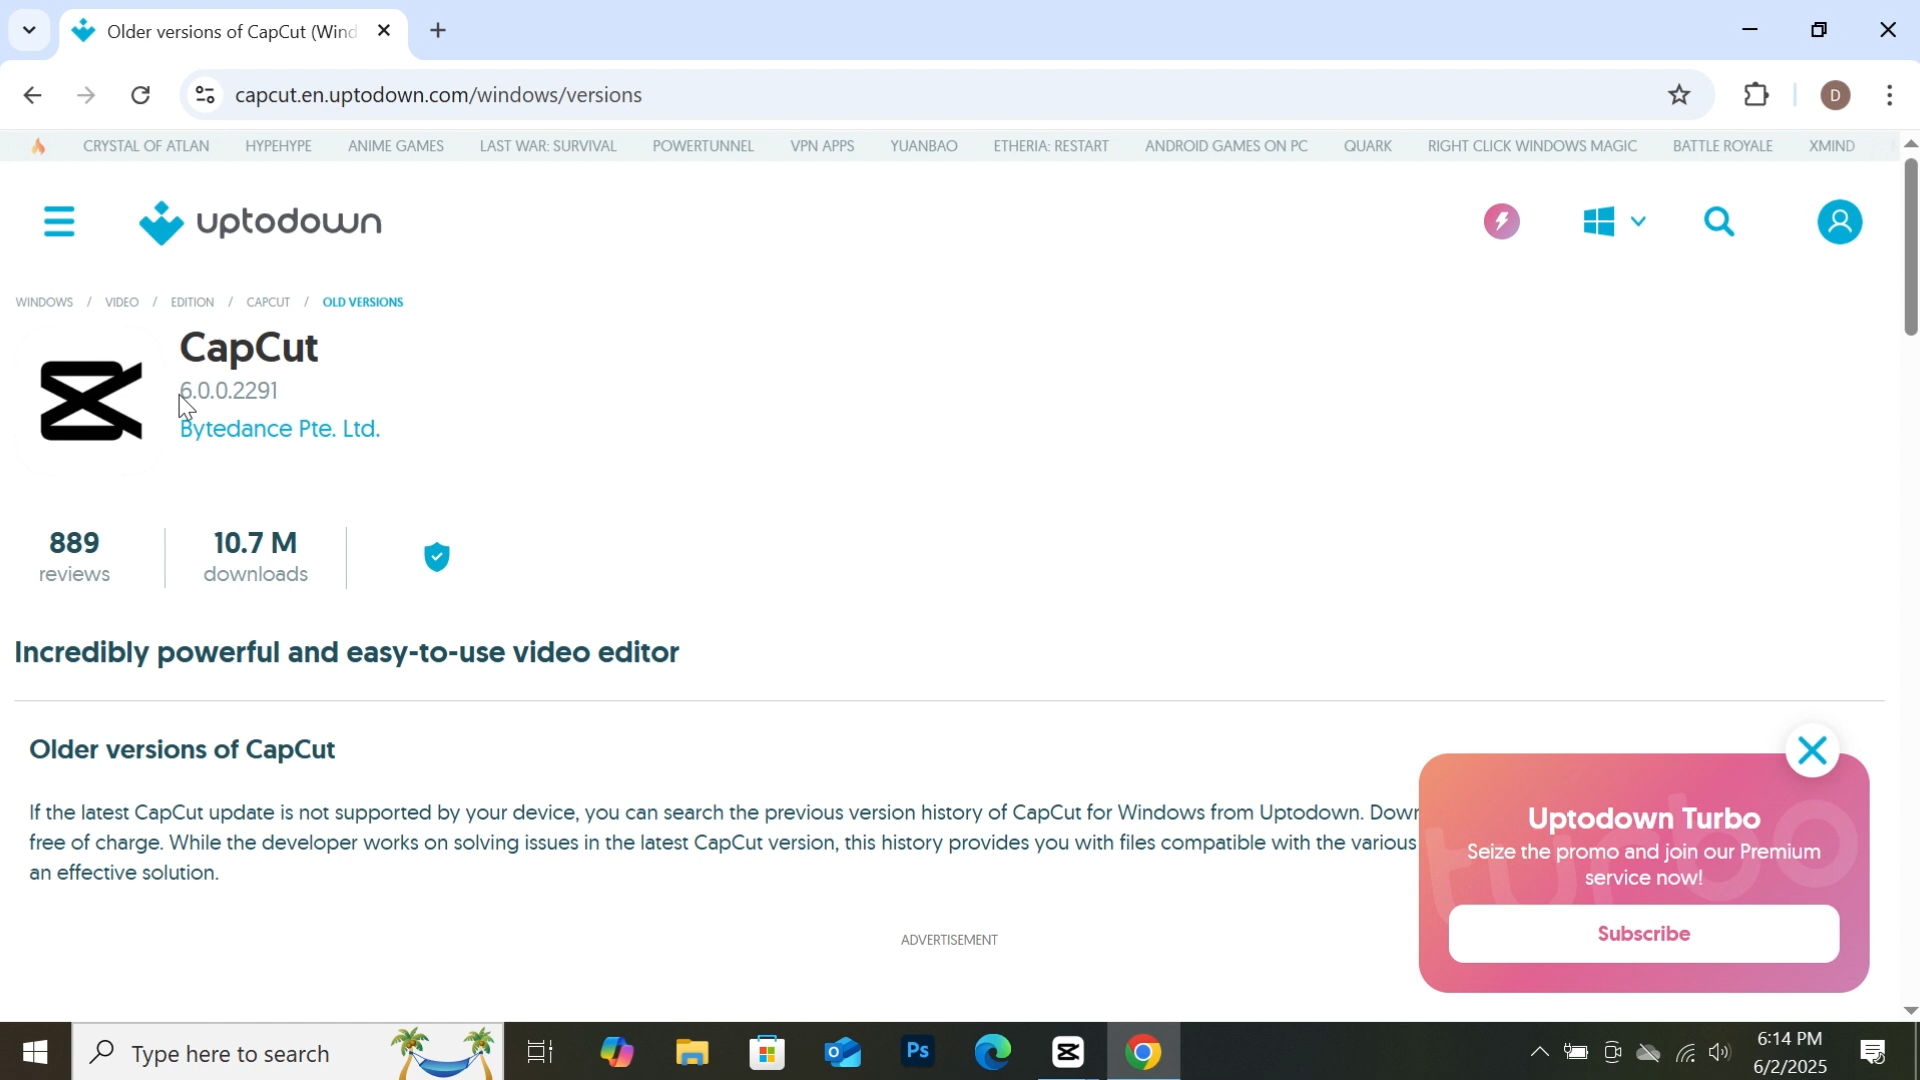 Older versions of CapCut (Wind
capcut.en.uptodown.com/windows/versions
D
CRYSTAL OF ATLAN HYPEHYPE ANIME GAMES LAST WAR: SURVIVAL POWERTUNNEL VPN APPS YUANBAO ETHERIA: RESTART ANDROID GAMES ON PC QUARK RIGHT CLICK WINDOWS MAGIC BATTLE ROYALE XMIND
uptodown
WINDOWS / VIDEO / EDITION / CAPCUT / OLD VERSIONS
CapCut
6.0.0.2291
Bytedance Pte. Ltd.
889 10.7 M
reviews downloads
Incredibly powerful and easy-to-use video editor
Older versions of CapCut
If the latest CapCut update is not supported by your device, you can search the previous version history of CapCut for Windows from Uptodown. Down
free of charge. While the developer works on solving issues in the latest CapCut version, this history provides you with files compatible with the various
an effective solution.
ADVERTISEMENT
Uptodown Turbo
Seize the promo and join our Premium
service now!
Subscribe
Type here to search
Ps
6:14 PM
6/2/2025